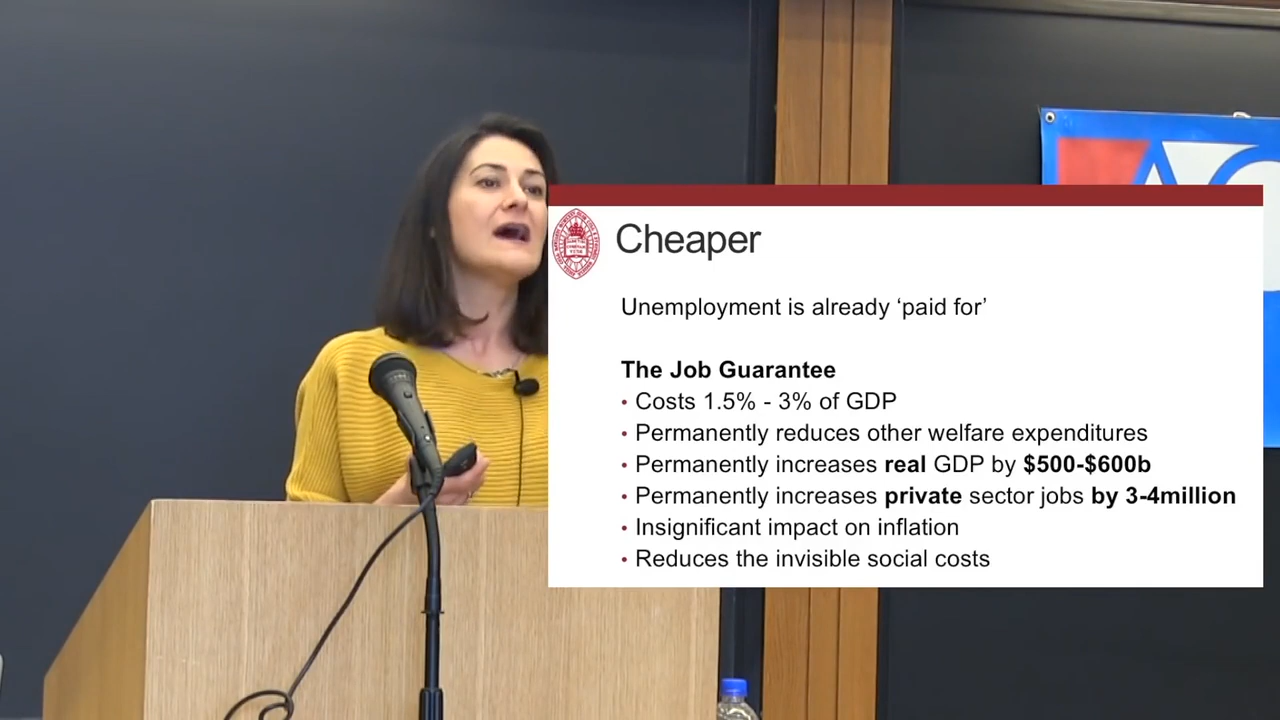 Cheaper
Unemployment is already ‘paid for’
The Job Guarantee
• Costs 1.5% - 3% of GDP
• Permanently reduces other welfare expenditures
• Permanently increases real GDP by $500-$600b
• Permanently increases private sector jobs by 3-4million
• Insignificant impact on inflation
• Reduces the invisible social costs